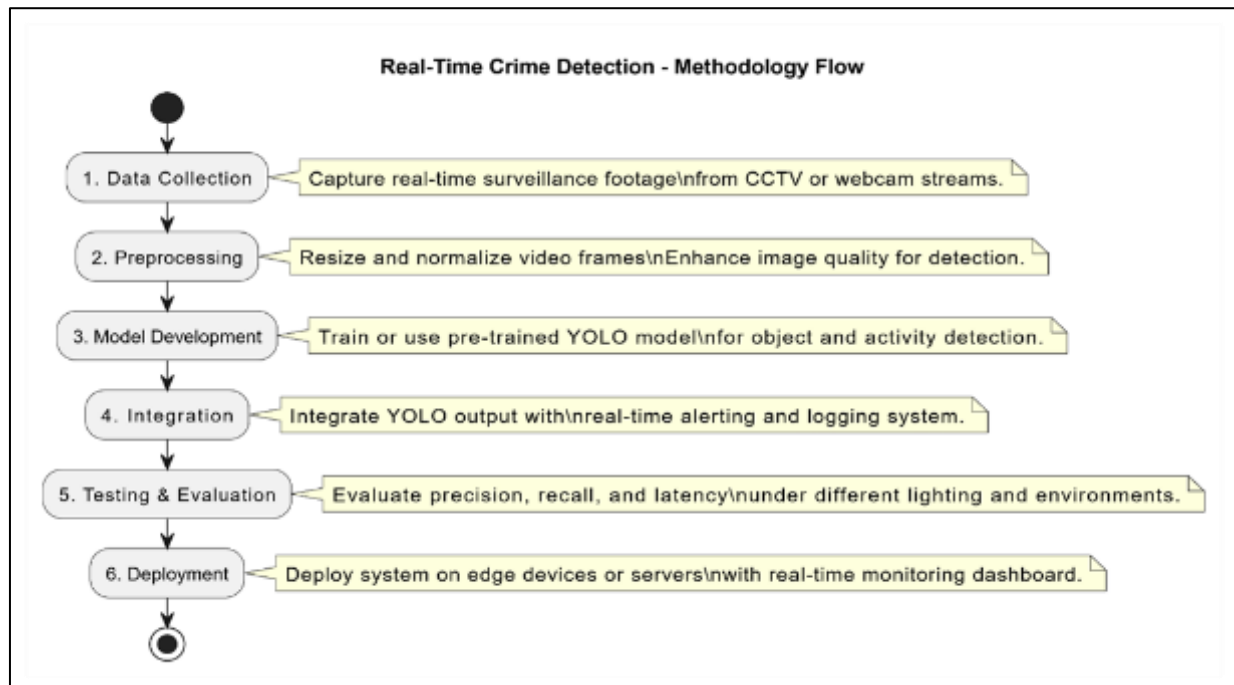 Real-Time Crime Detection - Methodology Flow
1. Data Collection
Capture real-time surveillance footage\nfrom CCTV or webcam streams.
2. Preprocessing
Resize and normalize video frames\nEnhance image quality for detection.
3. Model Development
Train or use pre-trained YOLO model\nfor object and activity detection.
4. Integration
Integrate YOLO output with\nreal-time alerting and logging system.
5. Testing & Evaluation
Evaluate precision, recall, and latency\nunder different lighting and environments.
6. Deployment
Deploy system on edge devices or servers\nwith real-time monitoring dashboard.